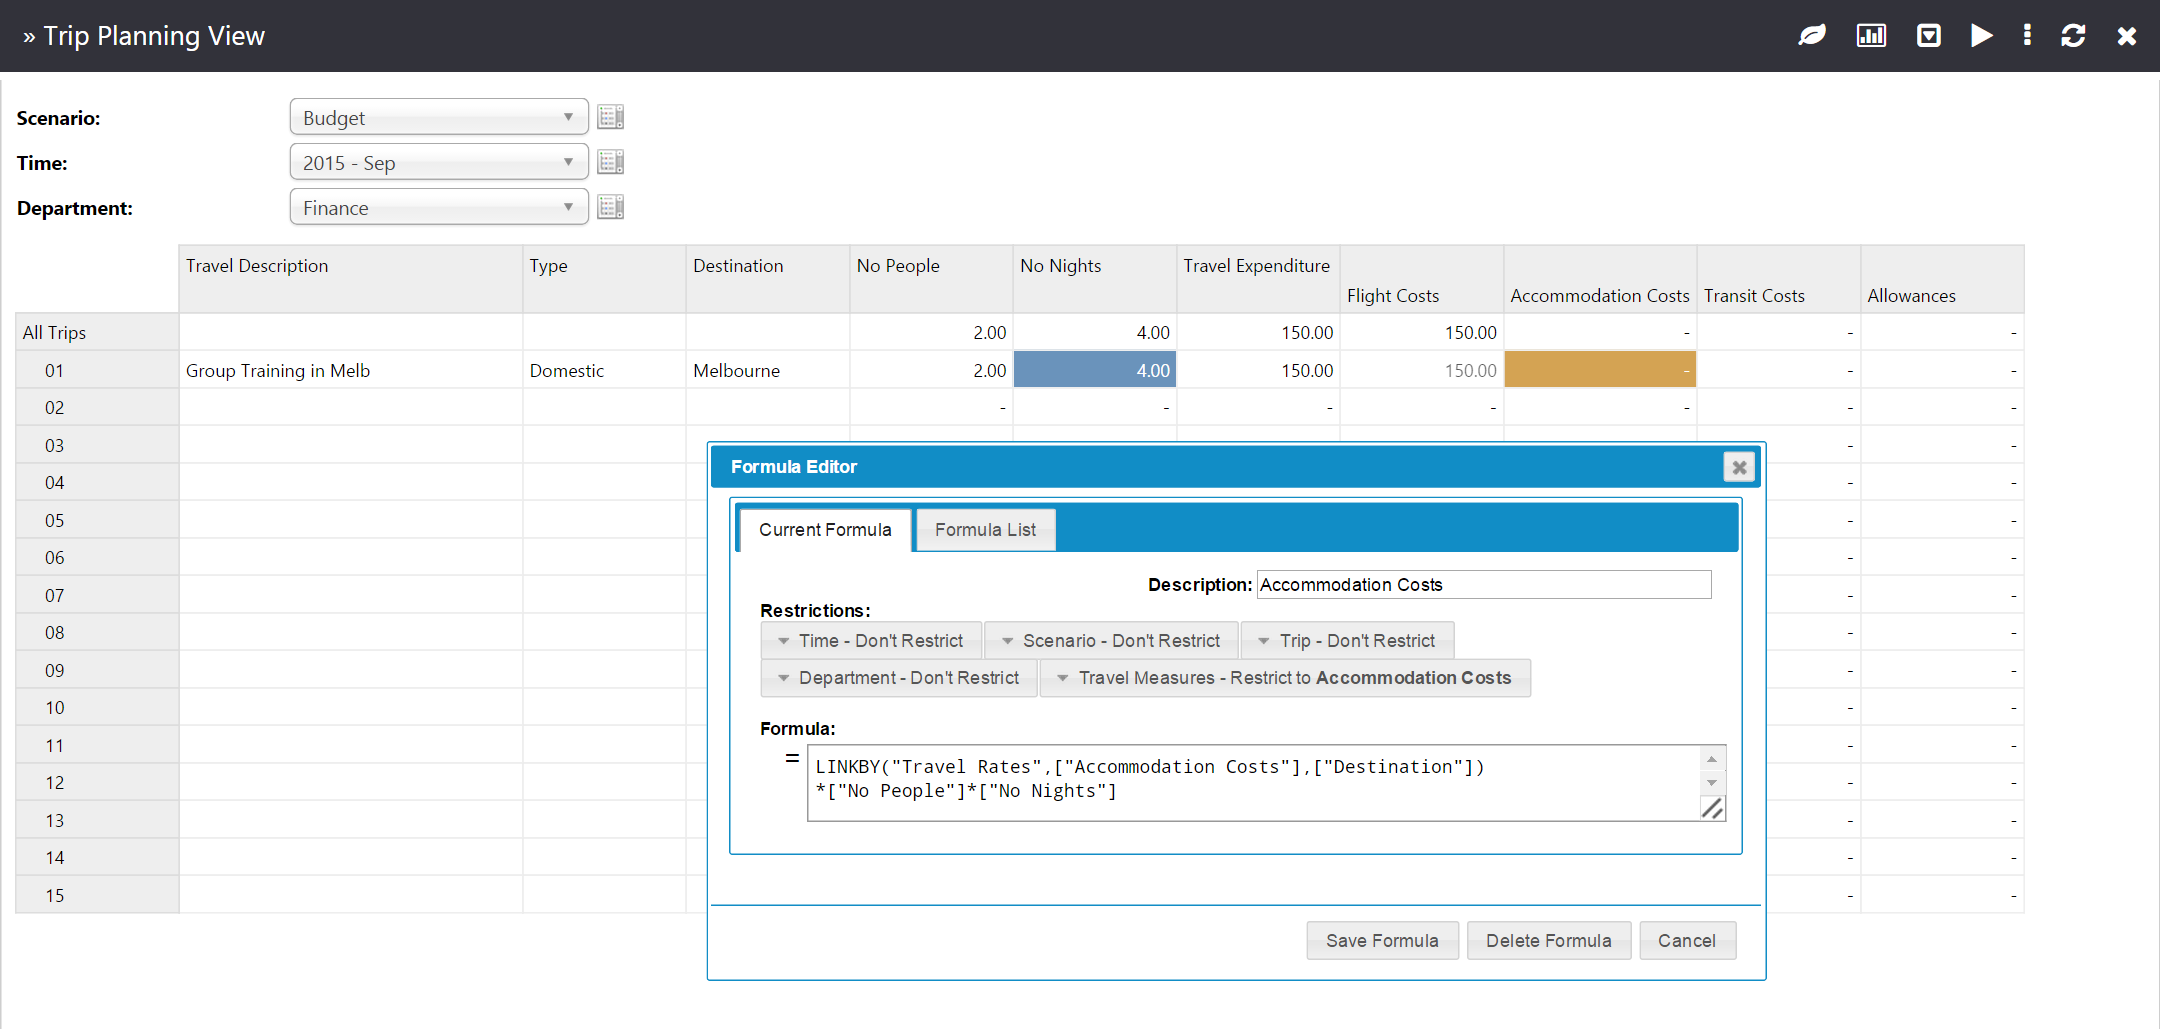 » Trip Planning View
Scenario: Budget
Time: 2015 - Sep
Department: Finance
Travel Description Type Destination No People No Nights Travel Expenditure
Flight Costs Accommodation Costs Transit Costs Allowances
All Trips 2.00 4.00 150.00 150.00 - - -
01 Group Training in Melb Domestic Melbourne 2.00 4.00 150.00 150.00 - - -
02 - - - - - - -
03 - -
04 - -
05 - -
06 - -
07 - -
08 - -
09 - -
10 - -
11 - -
12 - -
13 - -
14 - -
15 - -
Formula Editor
Current Formula Formula List
Description: Accommodation Costs
Restrictions:
Time - Don't Restrict Scenario - Don't Restrict Trip - Don't Restrict
Department - Don't Restrict Travel Measures - Restrict to Accommodation Costs
Formula:
= LINKBY("Travel Rates",["Accommodation Costs"],["Destination"])
*["No People"]*["No Nights"]
Save Formula Delete Formula Cancel